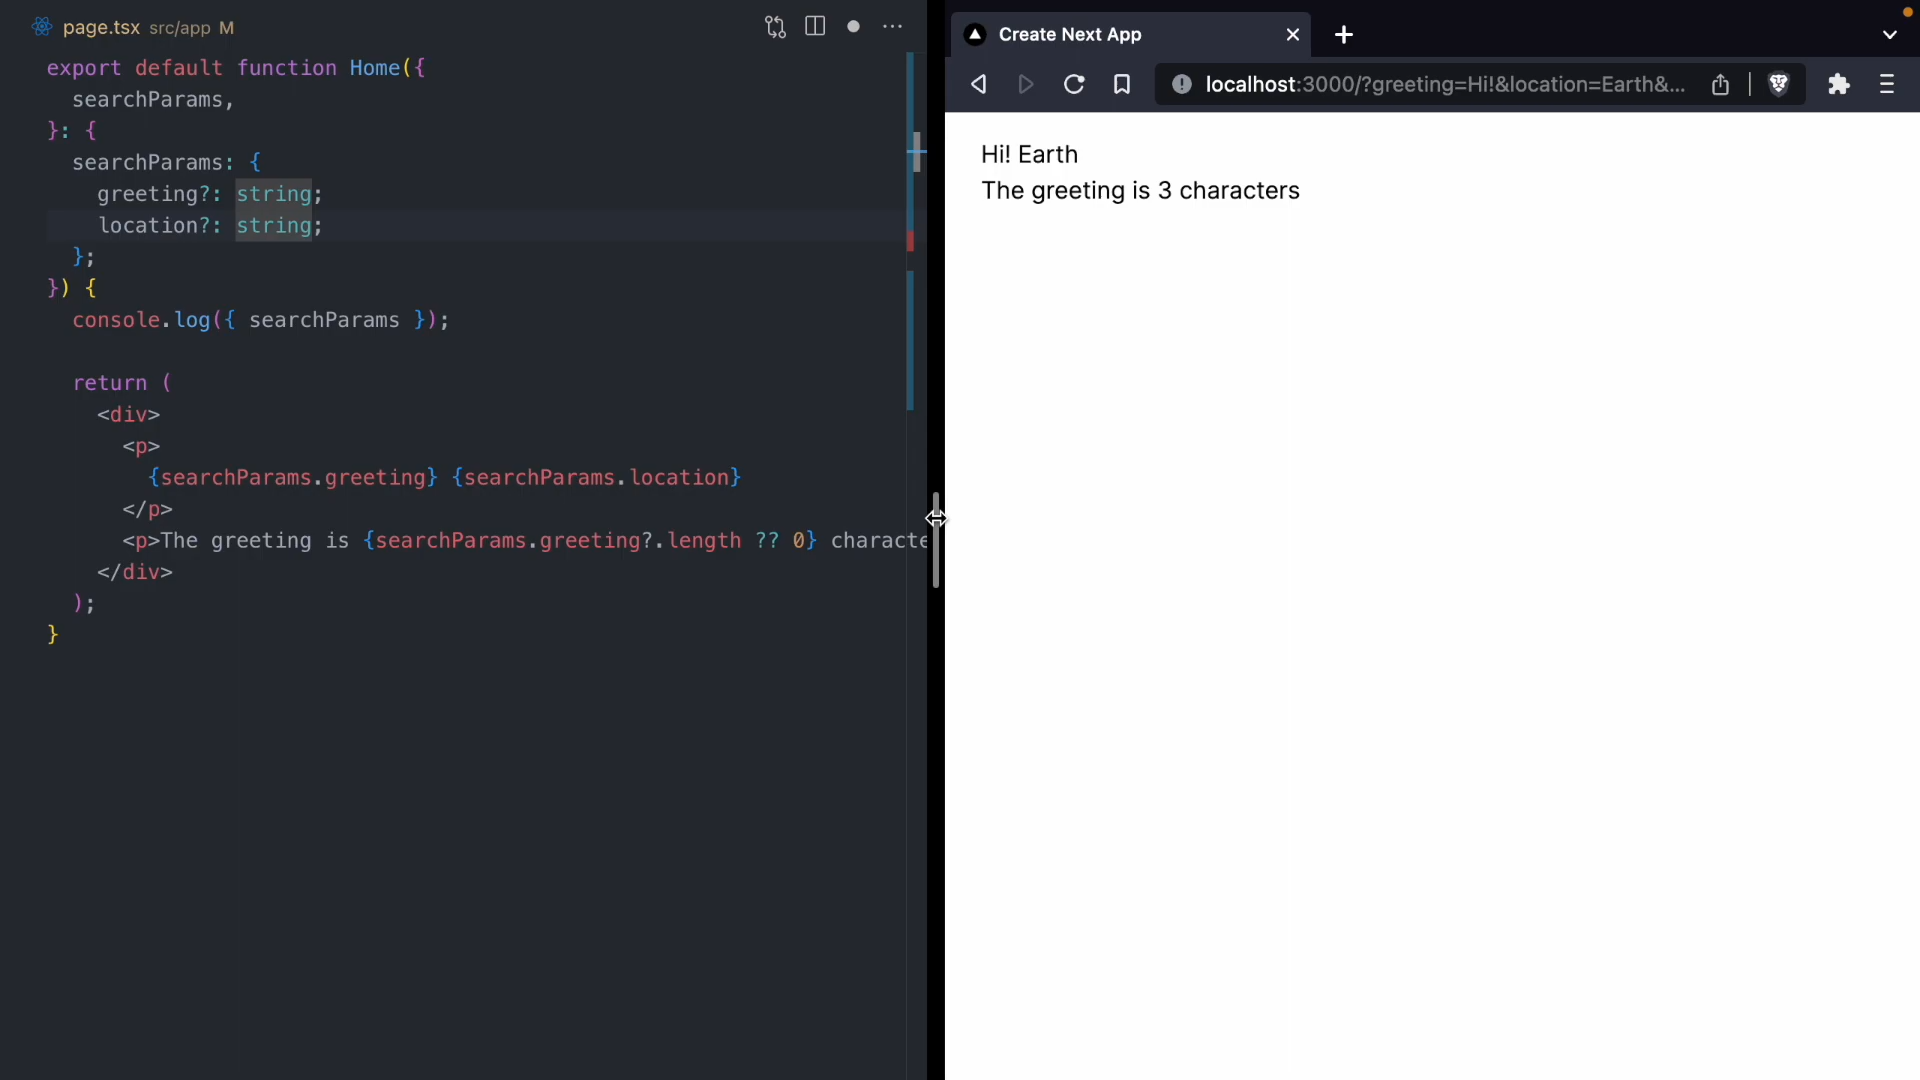 page.tsx src/app M
export default function Home({
searchParams,
}: {
searchParams: {
greeting?: string;
location?: string;
};
}) {
console.log({ searchParams });
return (
<div>
<p>
{searchParams.greeting} {searchParams.location}
</p>
<p>The greeting is {searchParams.greeting?.length ?? 0} characte
</div>
);
}
Create Next App
localhost:3000/?greeting=Hi!&location=Earth&...
Hi! Earth
The greeting is 3 characters